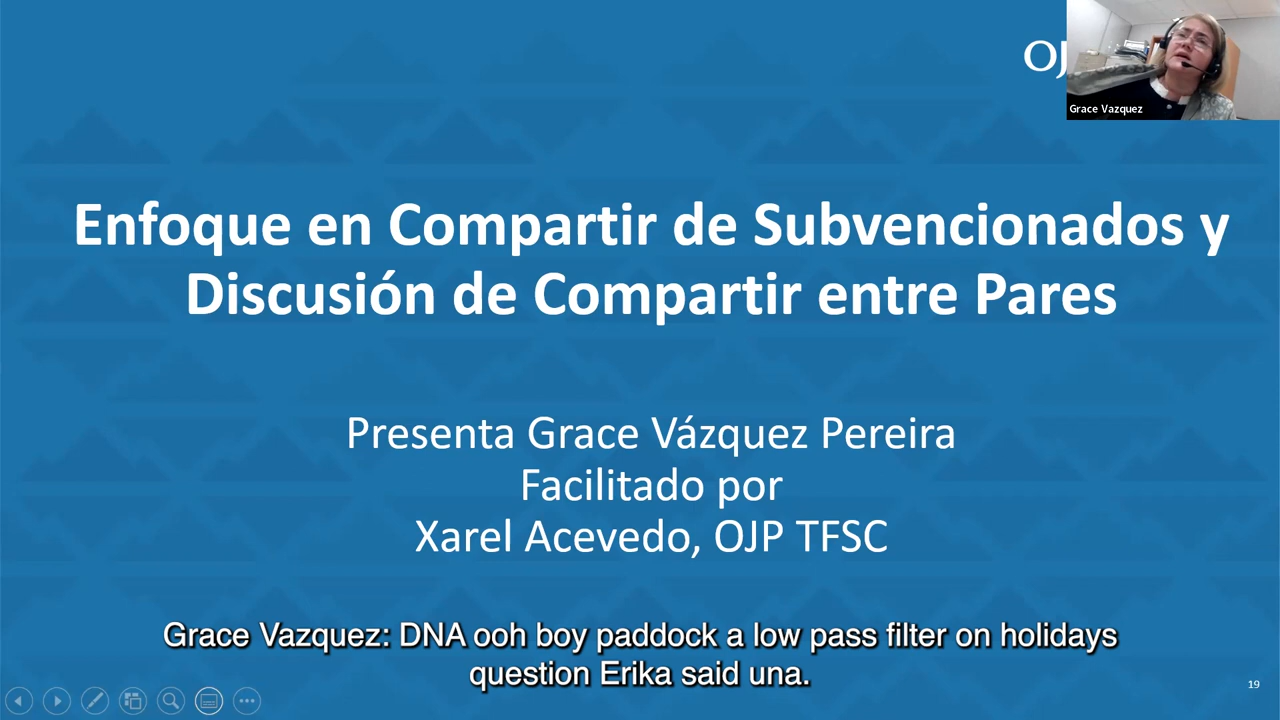 OJ
Grace Vazquez
Enfoque en Compartir de Subvencionados y
Discusión de Compartir entre Pares
Presenta Grace Vázquez Pereira
Facilitado por
Xarel Acevedo, OJP TFSC
Grace Vazquez: DNA ooh boy paddock a low pass filter on holidays
question Erika said una.
19